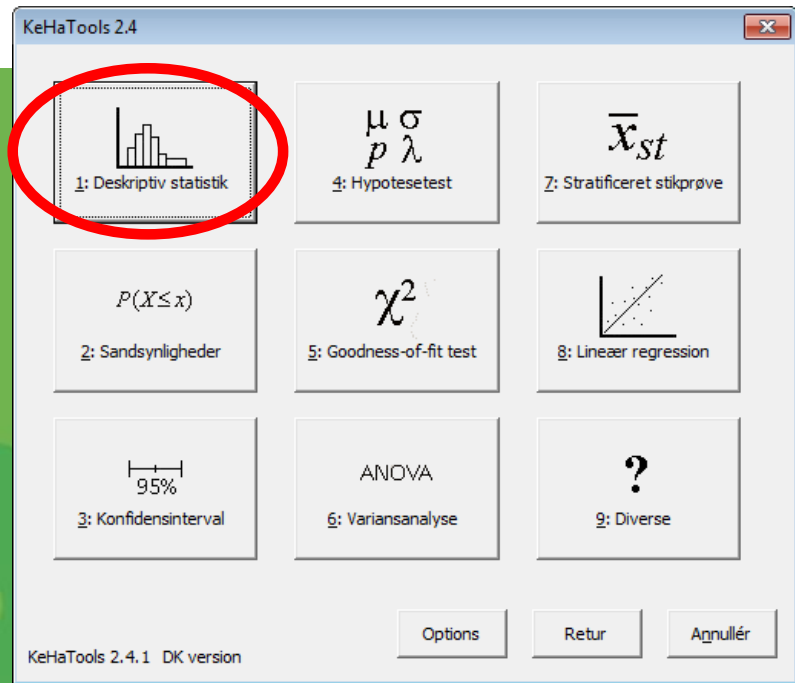 KeHaTools 2.4
1: Deskriptiv statistik
μ σ
p λ
4: Hypotesetest
x̅st
7: Stratificeret stikprøve
P(X≤x)
2: Sandsynligheder
χ2
5: Goodness-of-fit test
8: Lineær regression
95%
3: Konfidensinterval
ANOVA
6: Variansanalyse
?
9: Diverse
Options
Retur
Annullér
KeHaTools 2.4.1 DK version